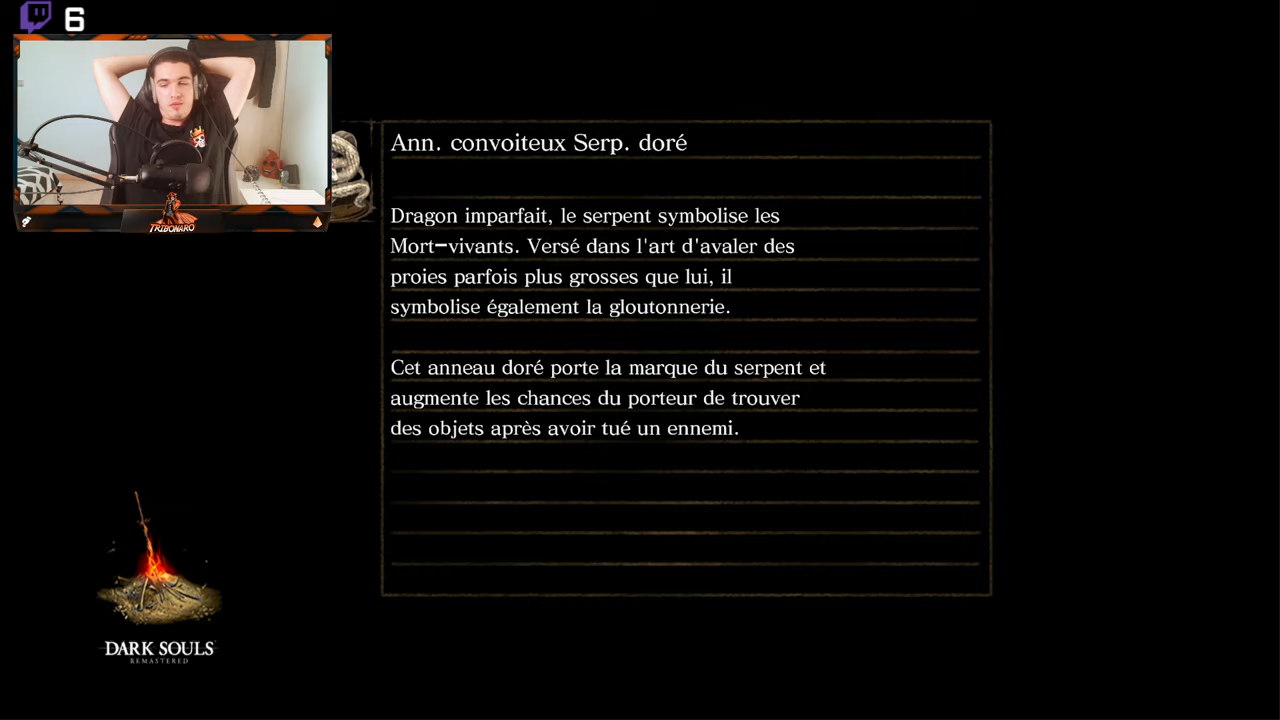 6
TRIBONARO
Ann. convoiteux Serp. doré
Dragon imparfait, le serpent symbolise les
Mort-vivants. Versé dans l'art d'avaler des
proies parfois plus grosses que lui, il
symbolise également la gloutonnerie.
Cet anneau doré porte la marque du serpent et
augmente les chances du porteur de trouver
des objets après avoir tué un ennemi.
DARK SOULS
REMASTERED